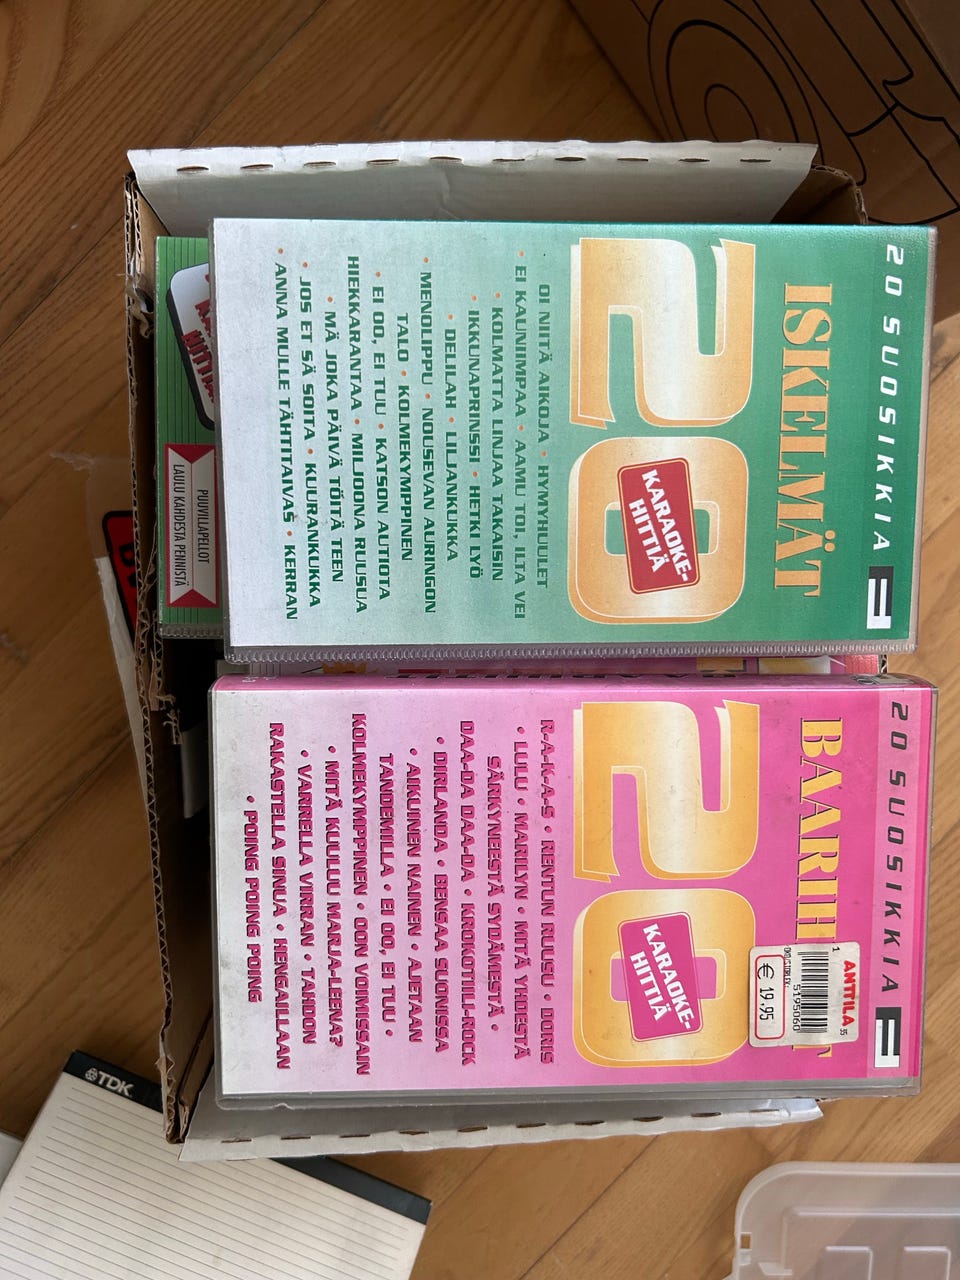 20 SUOSIKKIA
ISKELMÄT
20
KARAOKE-
HITTIÄ
OI NIITÄ AIKOJA • HYMYHUULET
• EI KAUNIIMPAA • AAMU TOI, ILTA VEI
• KOLMATTA LINJAA TAKAISIN
• IKKUNAPRINSSI • HETKI LYÖ
• DELILAH • LILJANKUKKA
• MENOLIPPU • NOUSEVAN AURINGON
TALO • KOLMEKYMPPINEN
• EI OO, EI TUU • KATSON AUTIOTA
HIEKKARANTAA • MILJOONA RUUSUA
• MÄ JOKA PÄIVÄ TÖITÄ TEEN
• JOS ET SÄ SOITA • KUURANKUKKA
• ANNA MULLE TÄHTITAIVAS • KERRAN
PUUVILLAPELLOT
LAULU KAHDESTA PENNISTÄ
20 SUOSIKKIA
BAARIH
ANTTILA
35
5195060
€ 19.95
20
KARAOKE-
HITTIÄ
R-A-K-A-S • RENTUN RUUSU • DORIS
• LULU • MARILYN • MITÄ YHDESTÄ
SÄRKYNEESTÄ SYDÄMESTÄ •
DAA-DA DAA-DA • KROKOTIILI-ROCK
• DIRLANDA • BENSAA SUONISSA
• AIKUINEN NAINEN • AJETAAN
TANDEMILLA • EI OO, EI TUU •
KOLMEKYMPPINEN • OON VOIMISSAIN
• MITÄ KUULUU MARJA-LEENA?
• VARRELLA VIRRAN • TAHDON
RAKASTELLA SINUA • HENGAILLAAN
• POING POING POING
TDK